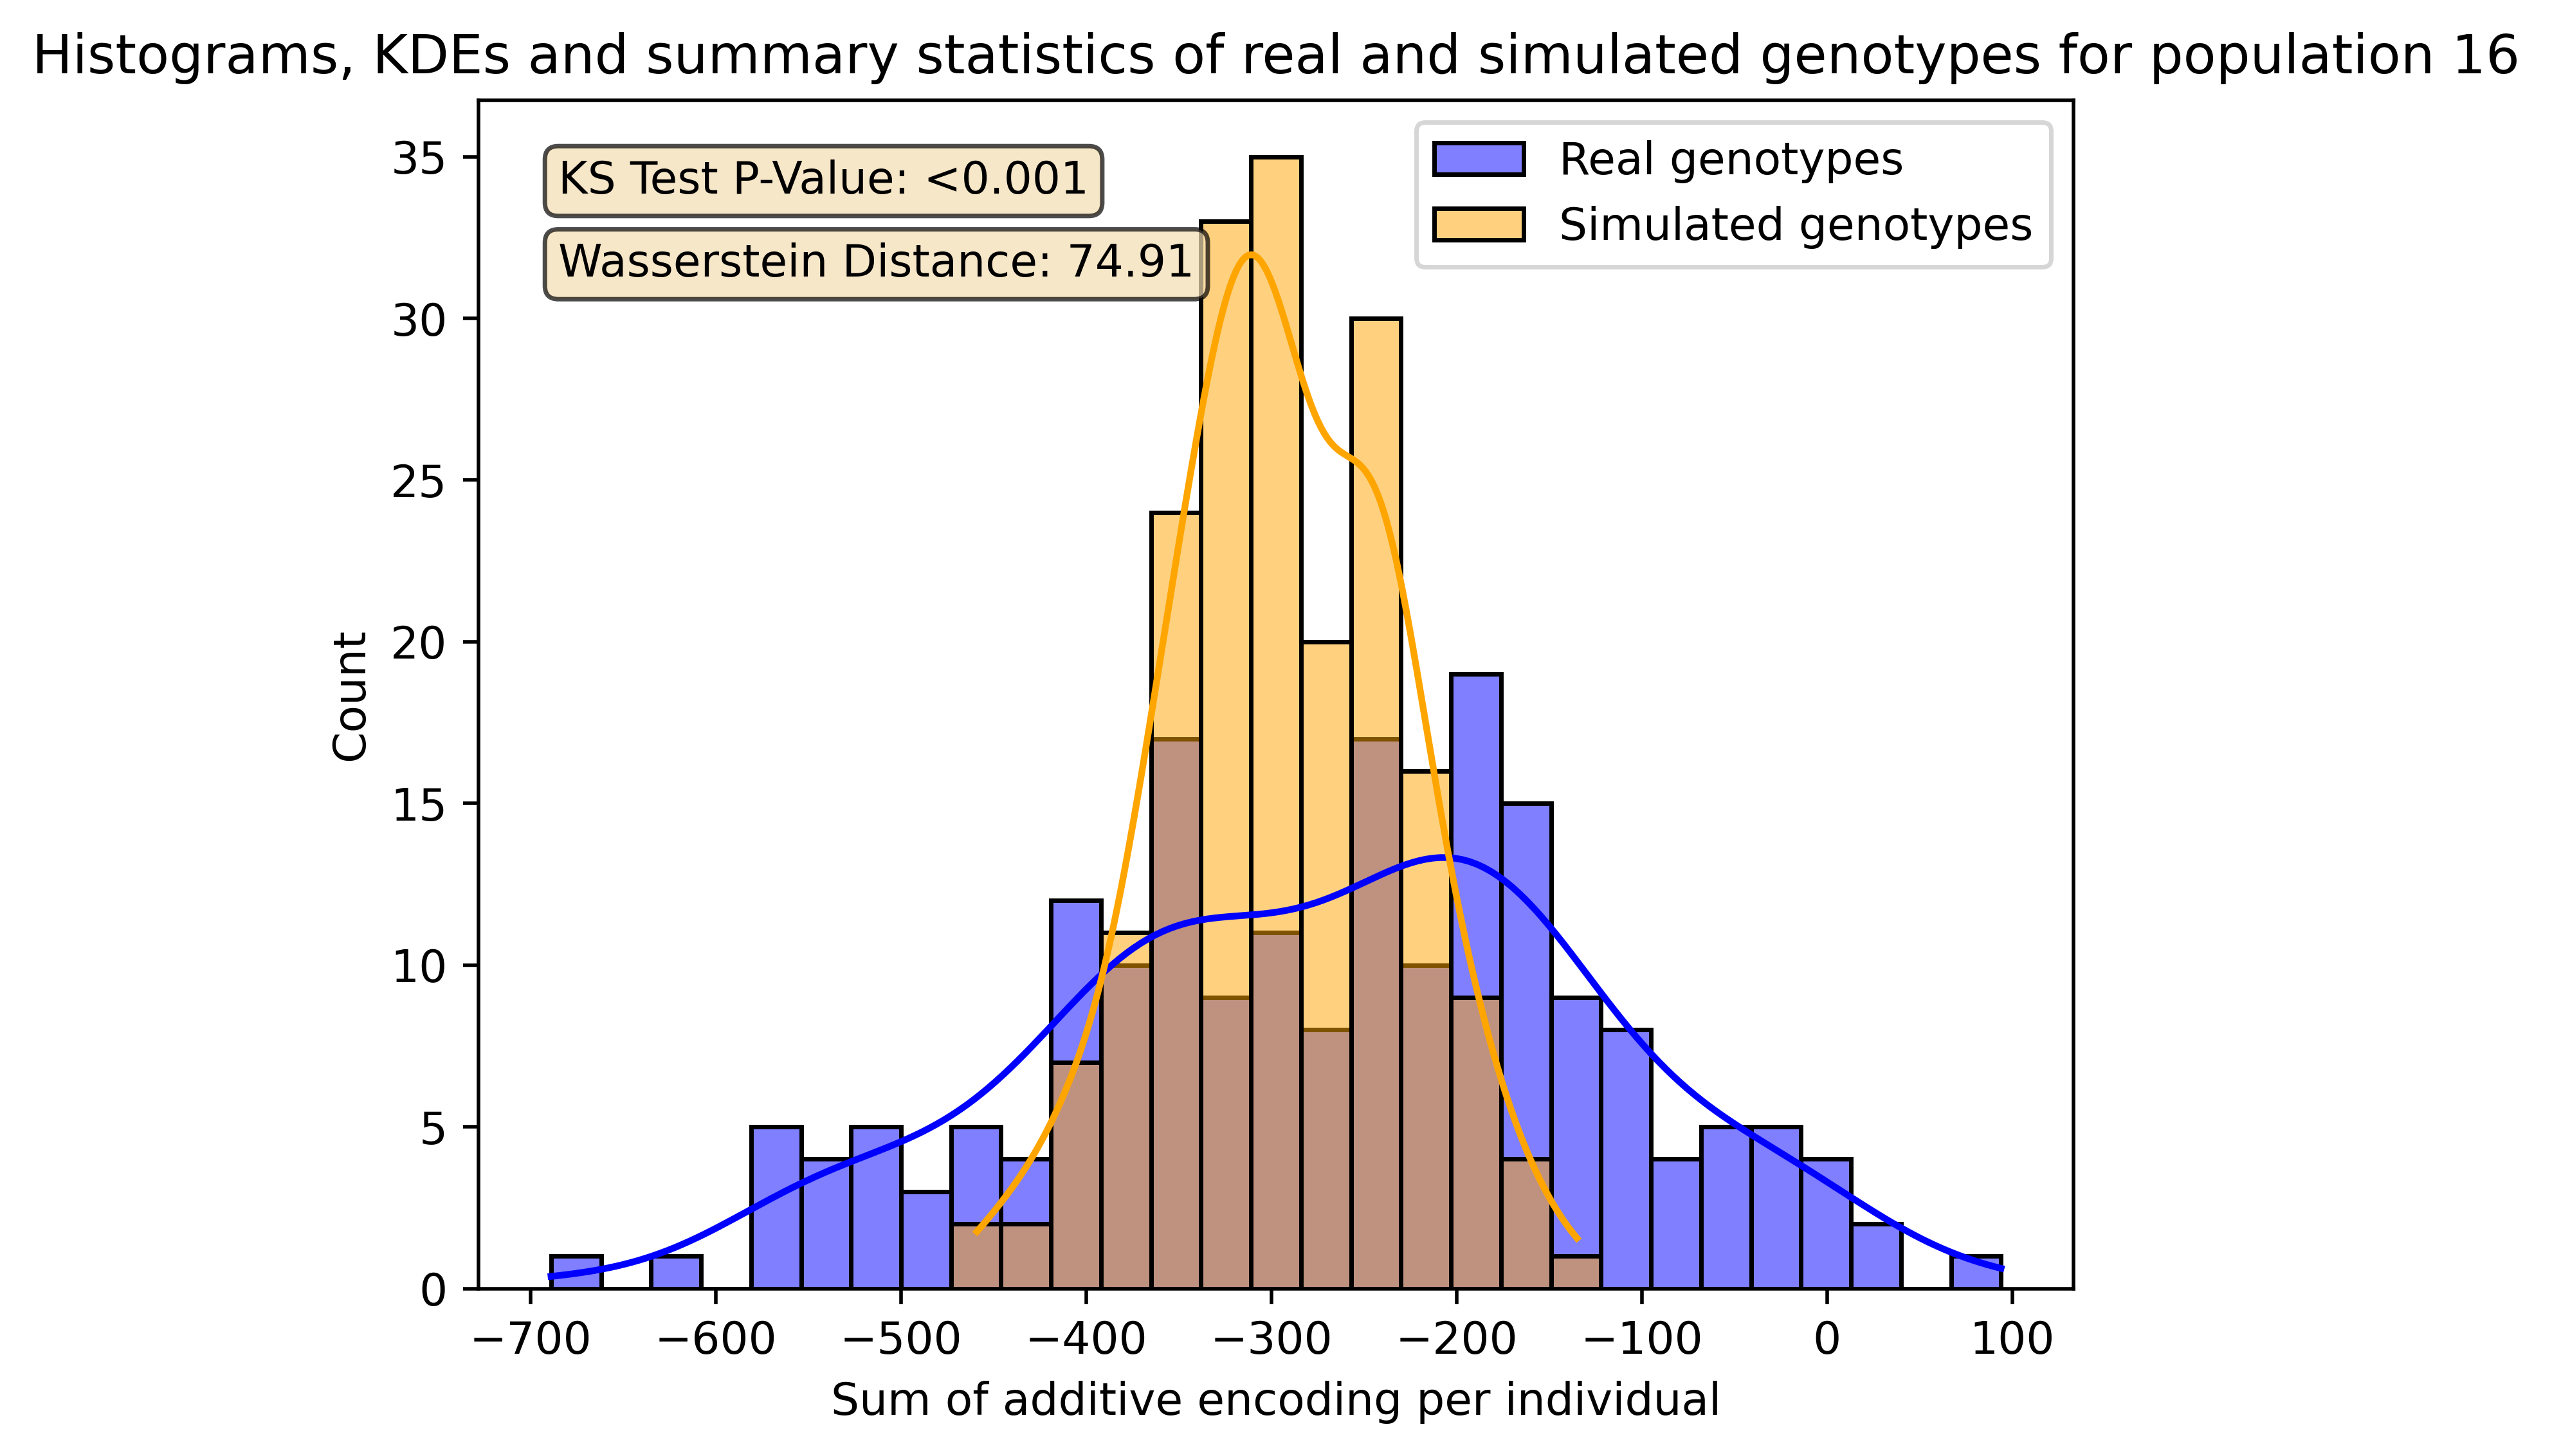 Histograms, KDEs and summary statistics of real and simulated genotypes for population 16
KS Test P-Value: <0.001
Wasserstein Distance: 74.91
Real genotypes
Simulated genotypes
35
30
25
20
15
10
5
0
Count
−700 −600 −500 −400 −300 −200 −100 0 100
Sum of additive encoding per individual